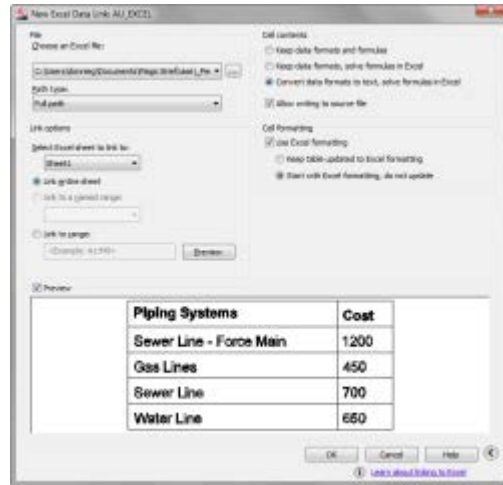 New Excel Data Link: AU_EXCEL
File
Choose an Excel file:
Path type:
Full path
Link options
Select Excel sheet to link to:
Sheet1
Link entire sheet
Link to a named range:
Link to range:
<Example: A1:M9>
Preview
Cell contents
Keep data formats and formulas
Keep data formats, solve formulas in Excel
Convert data formats to text, solve formulas in Excel
Allow writing to source file
Cell formatting
Use Excel formatting
Keep table updated to Excel formatting
Start with Excel formatting, do not update
Preview
Piping Systems Cost
Sewer Line - Force Main 1200
Gas Lines 450
Sewer Line 700
Water Line 650
OK Cancel Help
Learn about linking to Excel